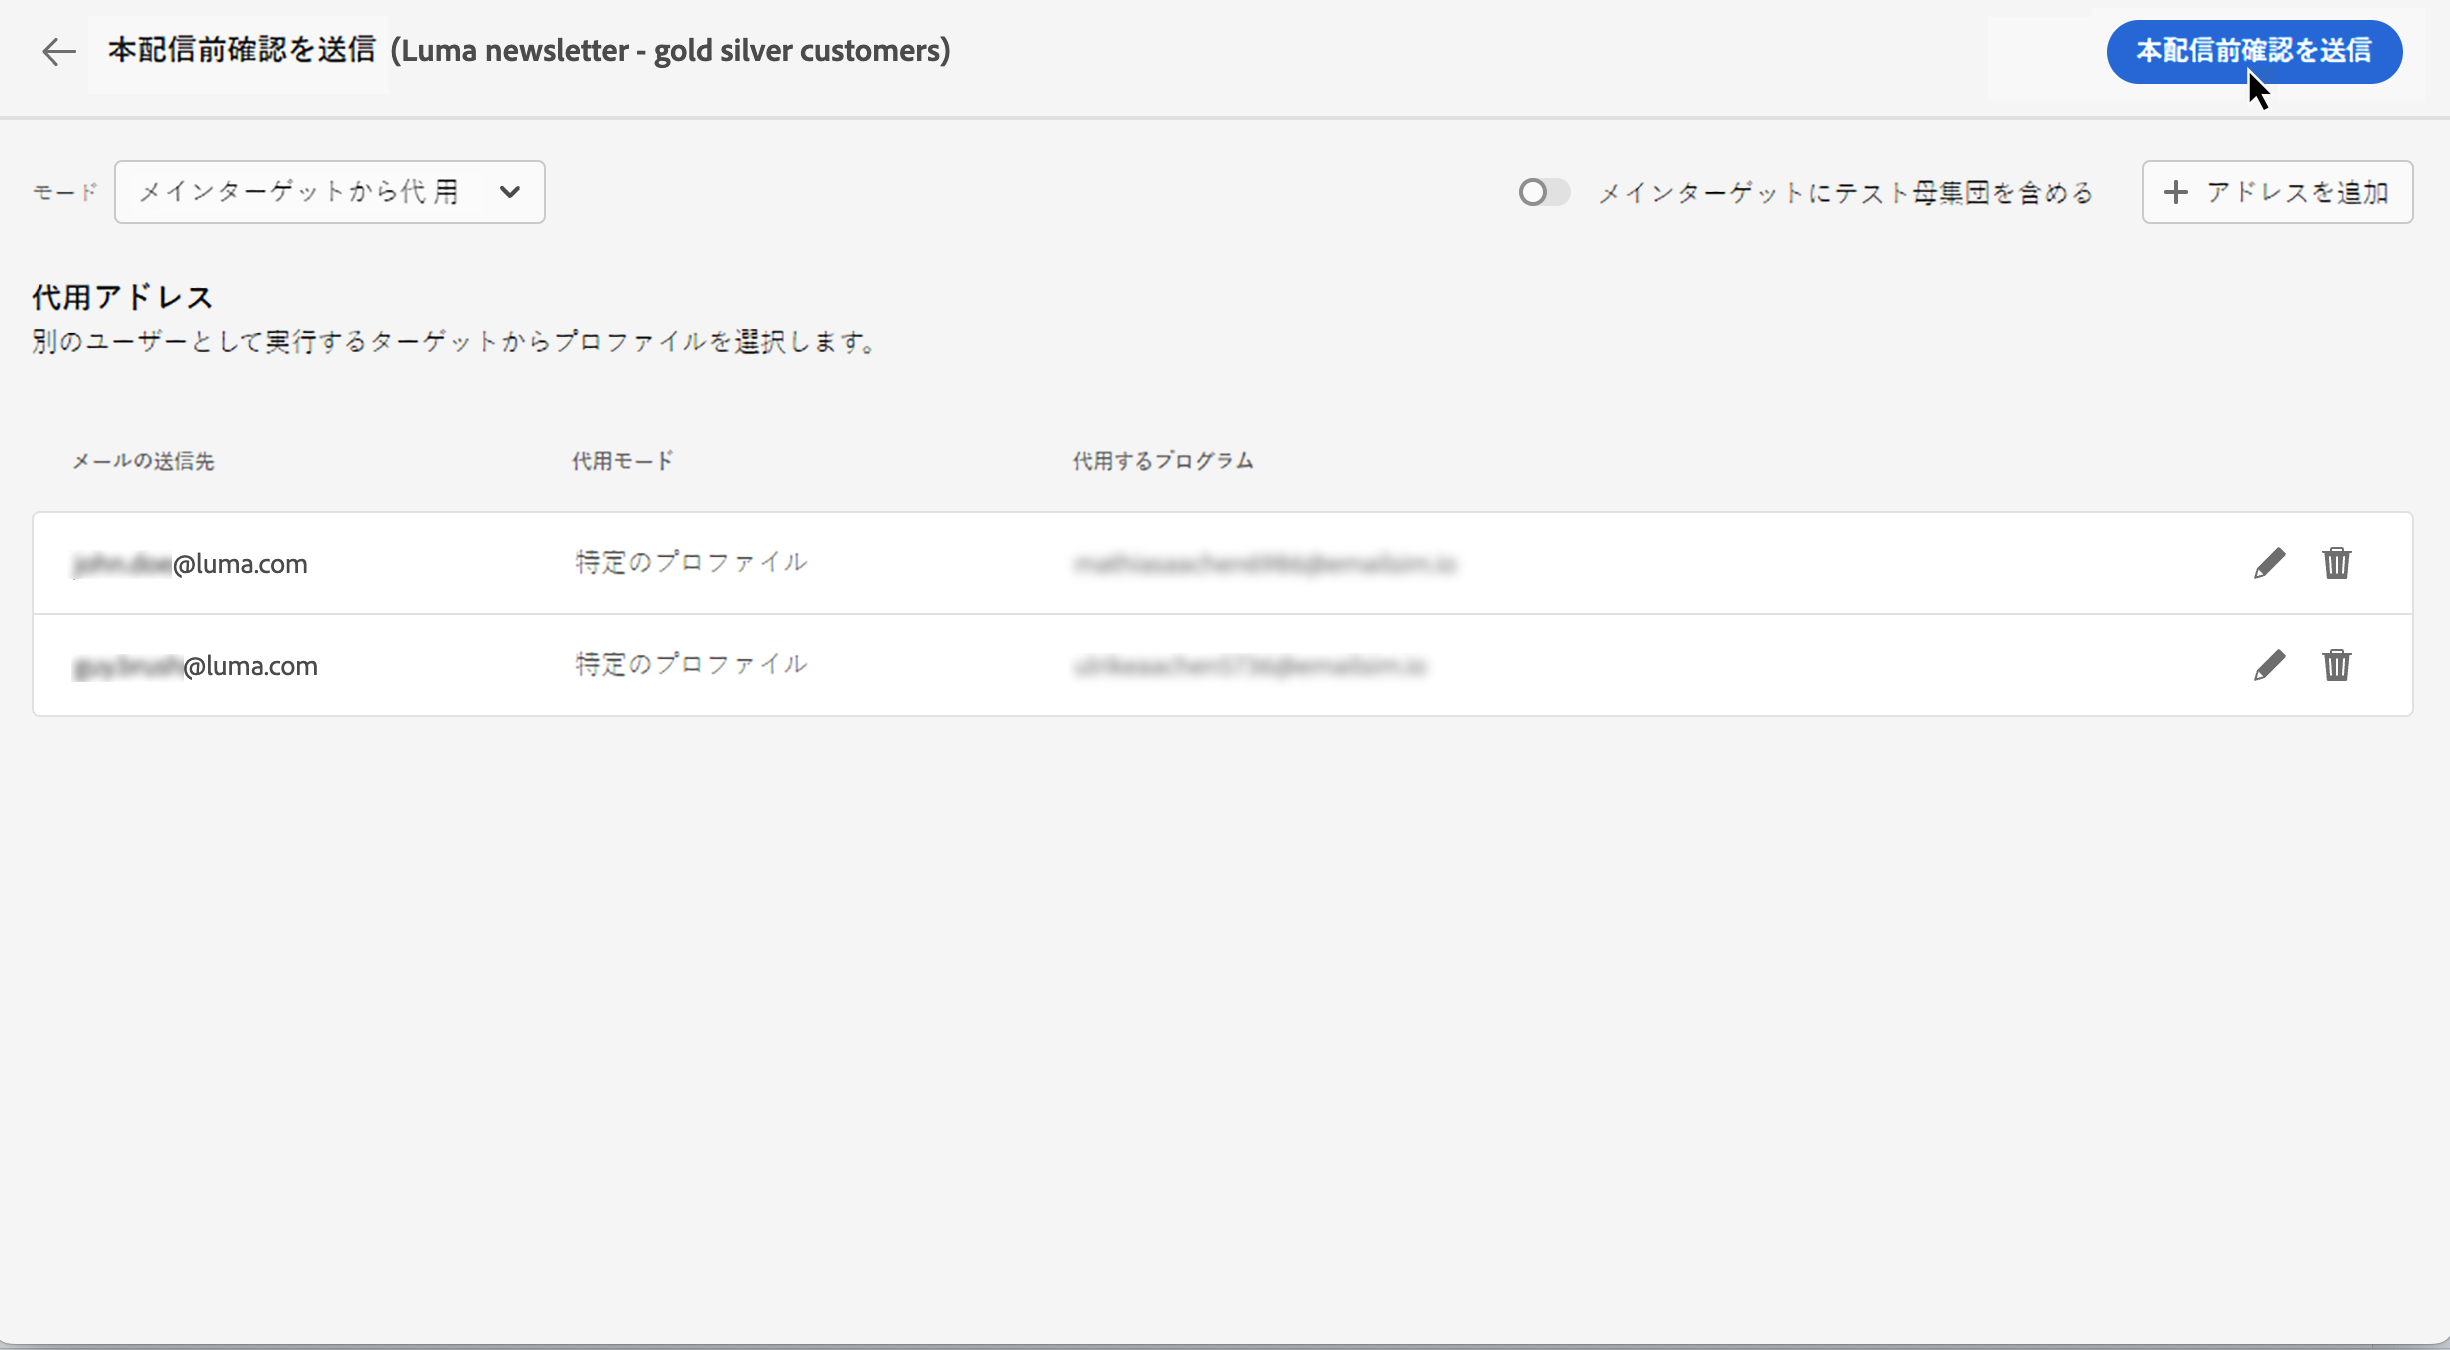 本配信前確認を送信 (Luma newsletter - gold silver customers)
本配信前確認を送信
モード
メインターゲットから代 用
メインターゲットにテスト母集団を含める
アドレスを追加
代用アドレス
別のユーザーとして実行するターゲットからプロファイルを選択します。
メールの送信先 代用モード 代用するプログラム
@luma.com 特定のプロファイル
@luma.com 特定のプロファイル